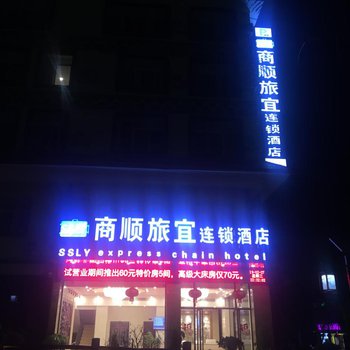 商顺旅宜连锁酒店
商顺旅宜连锁酒店
SSLY express chain hotel
试营业期间推出60元特价房5间，高级大床房仅70元。